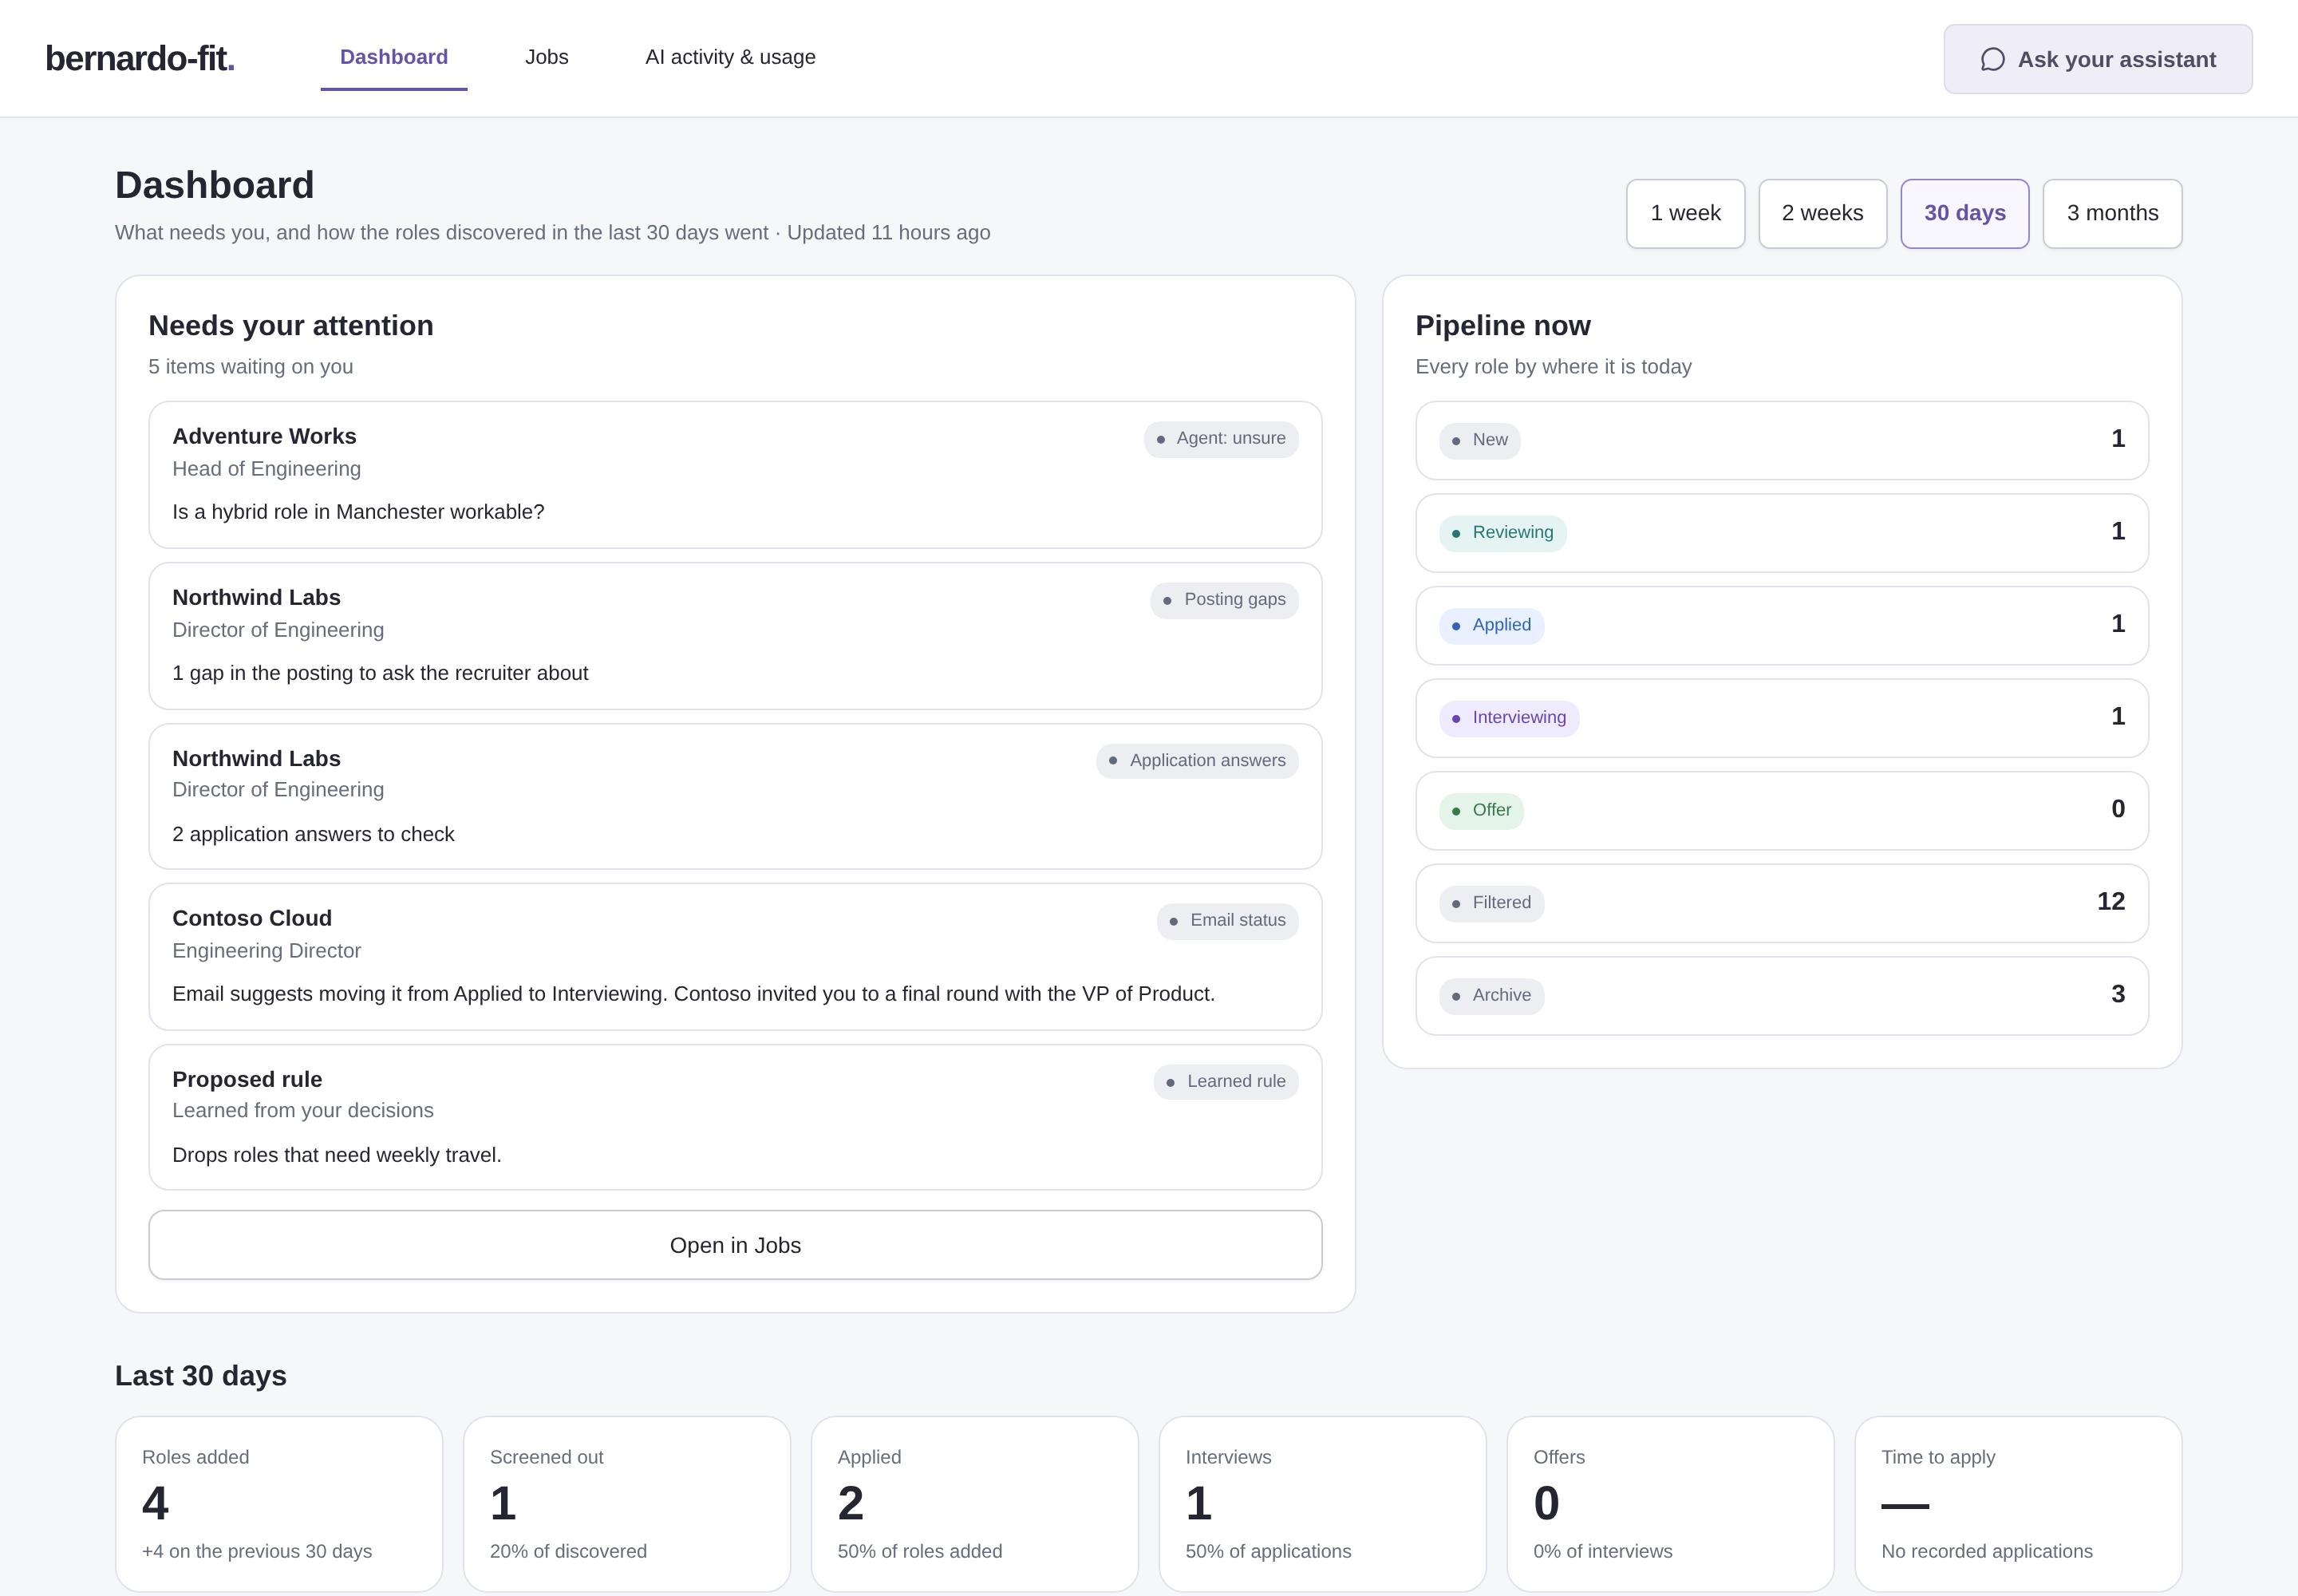 bernardo-fit.
Dashboard
Jobs
AI activity & usage
Ask your assistant
Dashboard
What needs you, and how the roles discovered in the last 30 days went · Updated 11 hours ago
1 week
2 weeks
30 days
3 months
Needs your attention
5 items waiting on you
Adventure Works
Agent: unsure
Head of Engineering
Is a hybrid role in Manchester workable?
Northwind Labs
Posting gaps
Director of Engineering
1 gap in the posting to ask the recruiter about
Northwind Labs
Application answers
Director of Engineering
2 application answers to check
Contoso Cloud
Email status
Engineering Director
Email suggests moving it from Applied to Interviewing. Contoso invited you to a final round with the VP of Product.
Proposed rule
Learned rule
Learned from your decisions
Drops roles that need weekly travel.
Open in Jobs
Pipeline now
Every role by where it is today
New
1
Reviewing
1
Applied
1
Interviewing
1
Offer
0
Filtered
12
Archive
3
Last 30 days
Roles added
4
+4 on the previous 30 days
Screened out
1
20% of discovered
Applied
2
50% of roles added
Interviews
1
50% of applications
Offers
0
0% of interviews
Time to apply
—
No recorded applications